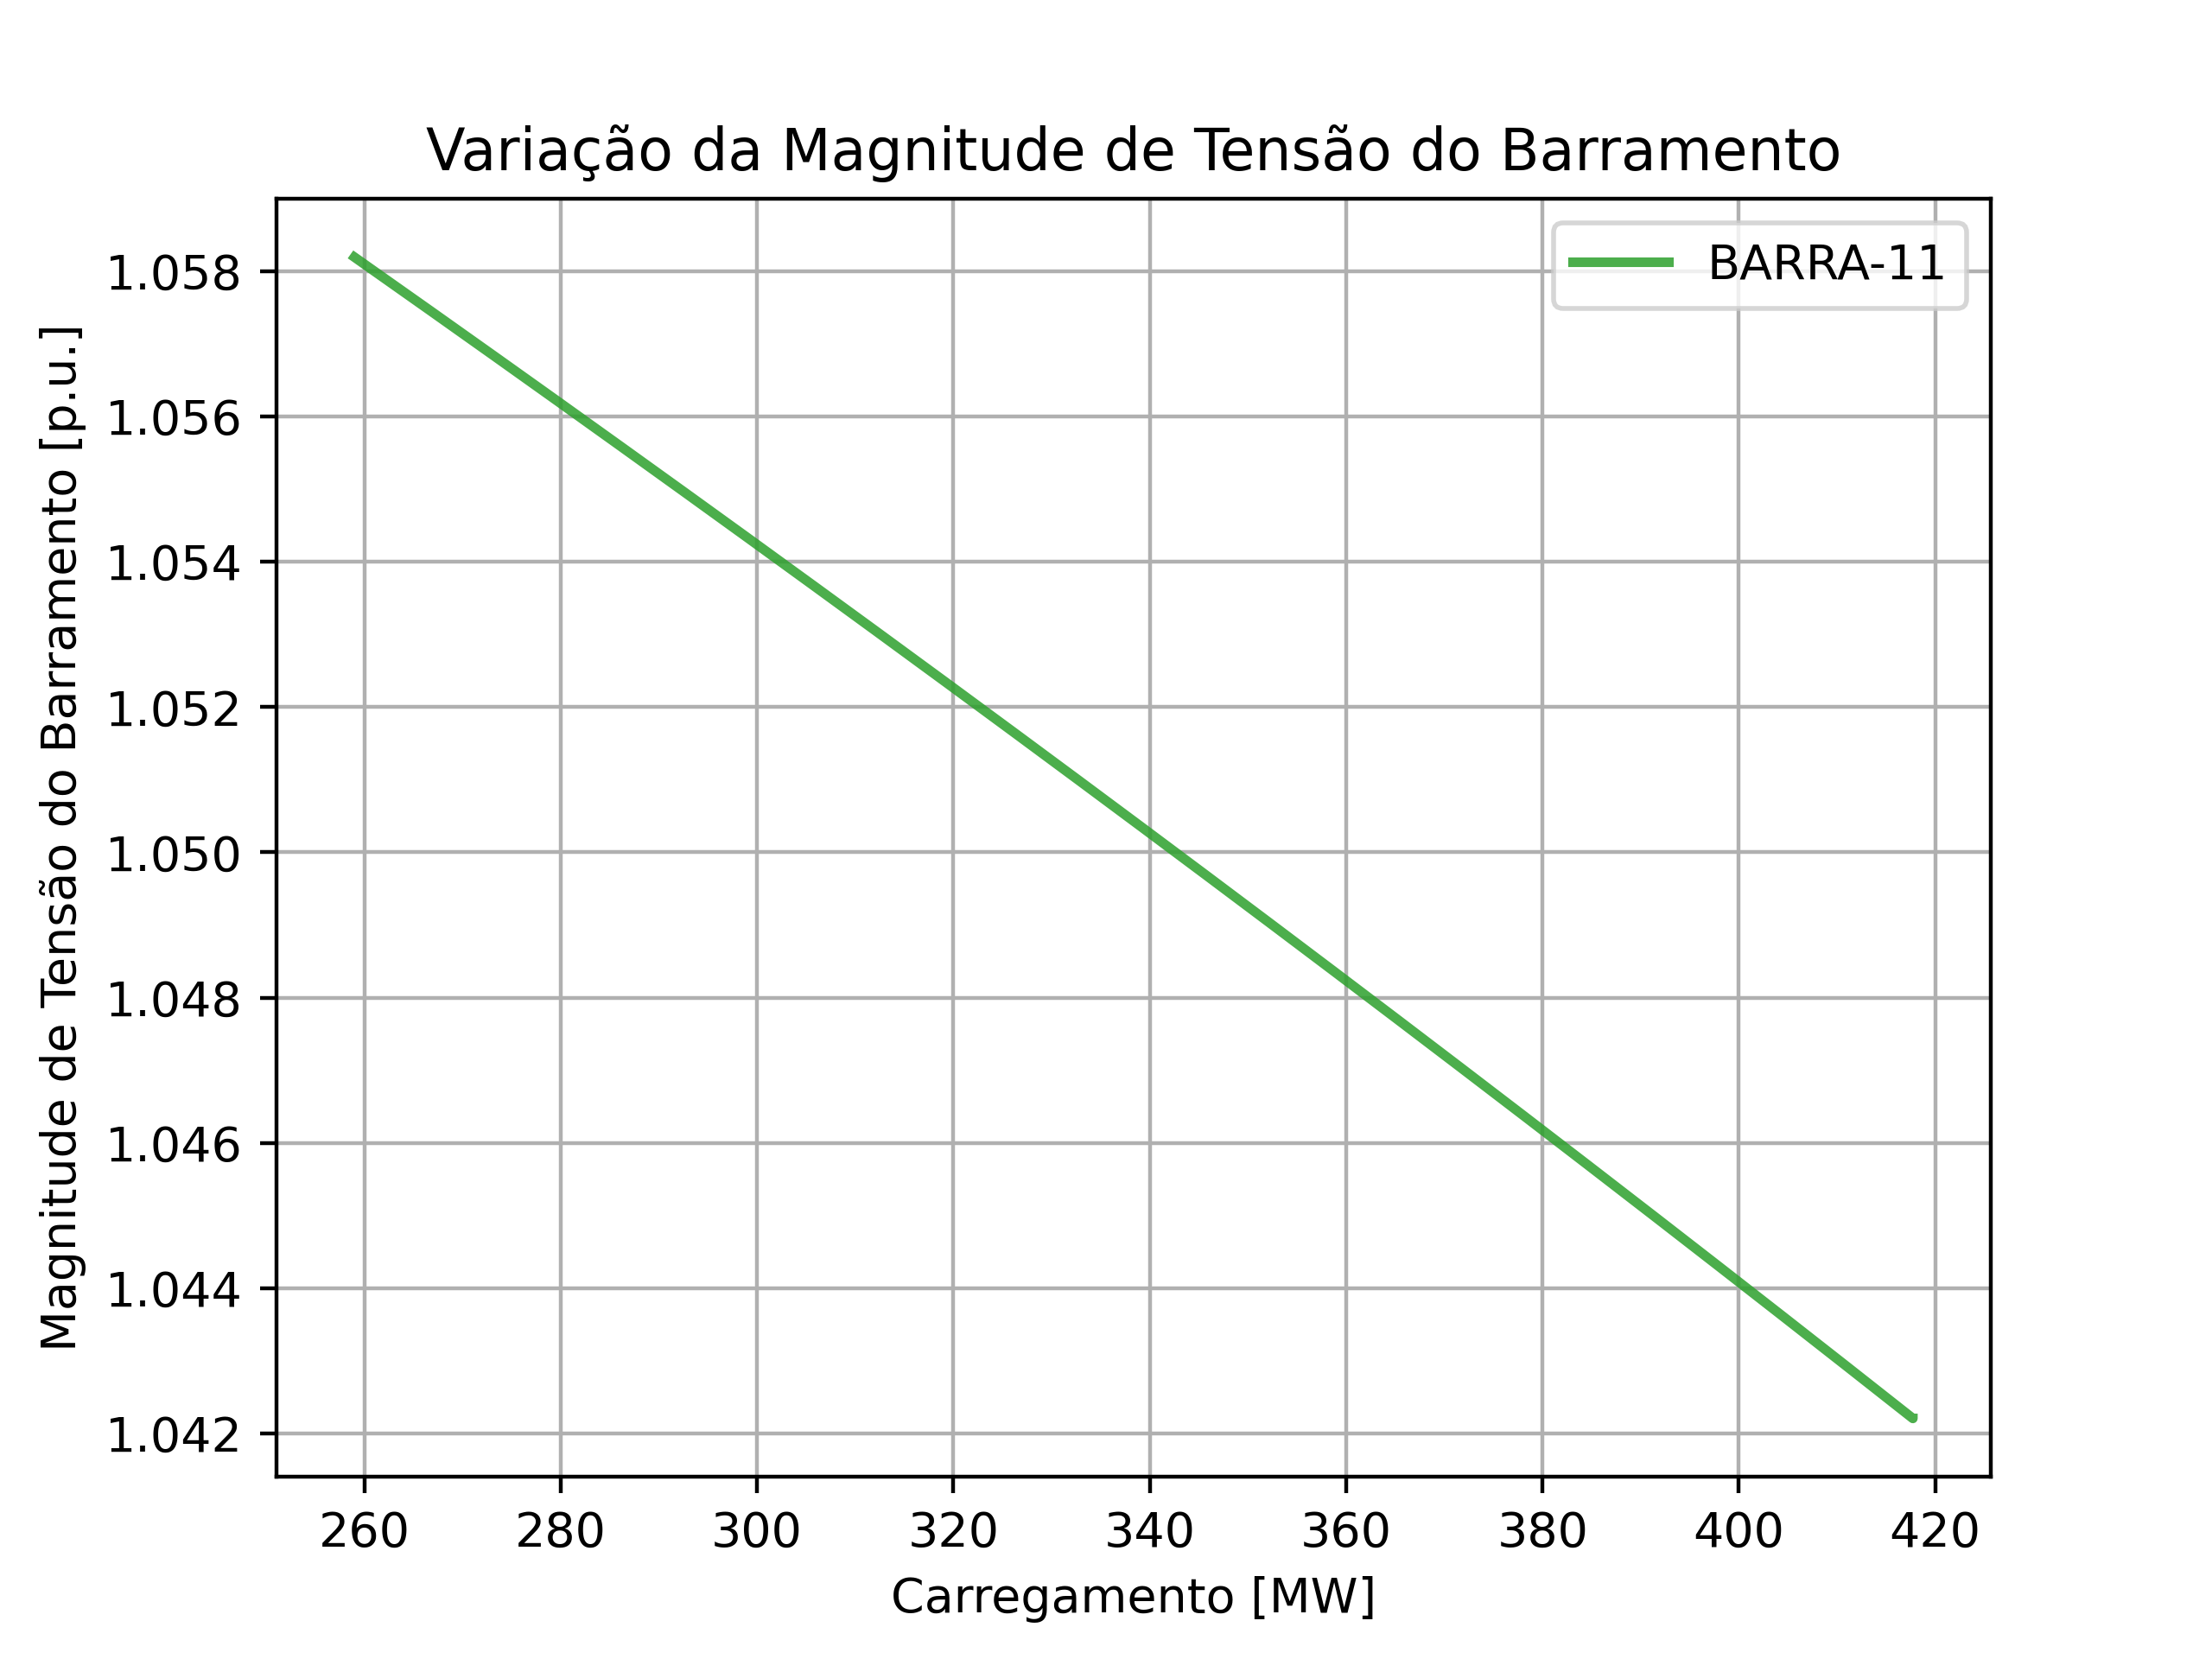 Variação da Magnitude de Tensão do Barramento
BARRA-11
Magnitude de Tensão do Barramento [p.u.]
1.058
1.056
1.054
1.052
1.050
1.048
1.046
1.044
1.042
260 280 300 320 340 360 380 400 420
Carregamento [MW]